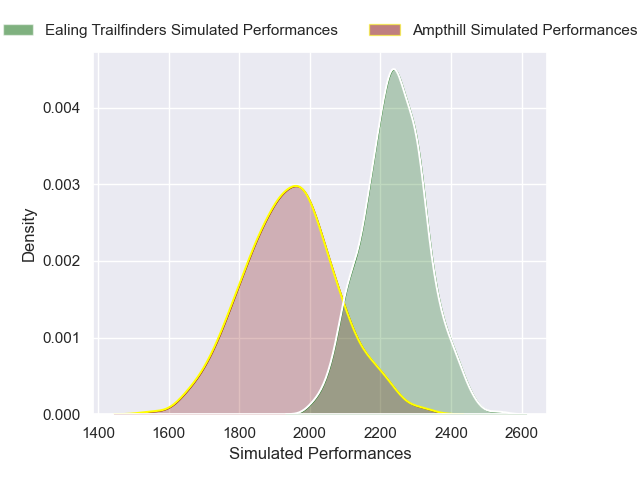 Ealing Trailfinders Simulated Performances Ampthill Simulated Performances
0.004
0.003
0.002
0.001
0.000
Density
1400 1600 1800 2000 2200 2400 2600
Simulated Performances